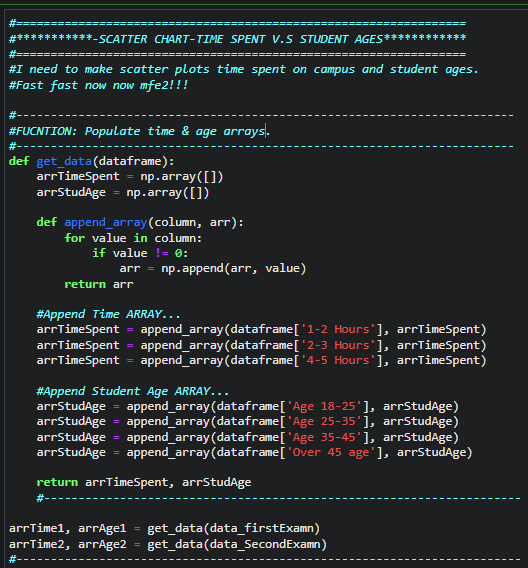 #=================================================================
#***********-SCATTER CHART-TIME SPENT V.S STUDENT AGES************
#=================================================================
#I need to make scatter plots time spent on campus and student ages.
#Fast fast now now mfe2!!!
#------------------------------------------------------------------------
#FUCNTION: Populate time & age arrays.
#------------------------------------------------------------------------
def get_data(dataframe):
    arrTimeSpent = np.array([])
    arrStudAge = np.array([])
    def append_array(column, arr):
        for value in column:
            if value != 0:
                arr = np.append(arr, value)
        return arr
    #Append Time ARRAY...
    arrTimeSpent = append_array(dataframe['1-2 Hours'], arrTimeSpent)
    arrTimeSpent = append_array(dataframe['2-3 Hours'], arrTimeSpent)
    arrTimeSpent = append_array(dataframe['4-5 Hours'], arrTimeSpent)
    #Append Student Age ARRAY...
    arrStudAge = append_array(dataframe['Age 18-25'], arrStudAge)
    arrStudAge = append_array(dataframe['Age 25-35'], arrStudAge)
    arrStudAge = append_array(dataframe['Age 35-45'], arrStudAge)
    arrStudAge = append_array(dataframe['Over 45 age'], arrStudAge)
    return arrTimeSpent, arrStudAge
    #---------------------------------------------------------------------
arrTime1, arrAge1 = get_data(data_firstExamn)
arrTime2, arrAge2 = get_data(data_SecondExamn)
#-------------------------------------------------------------------------